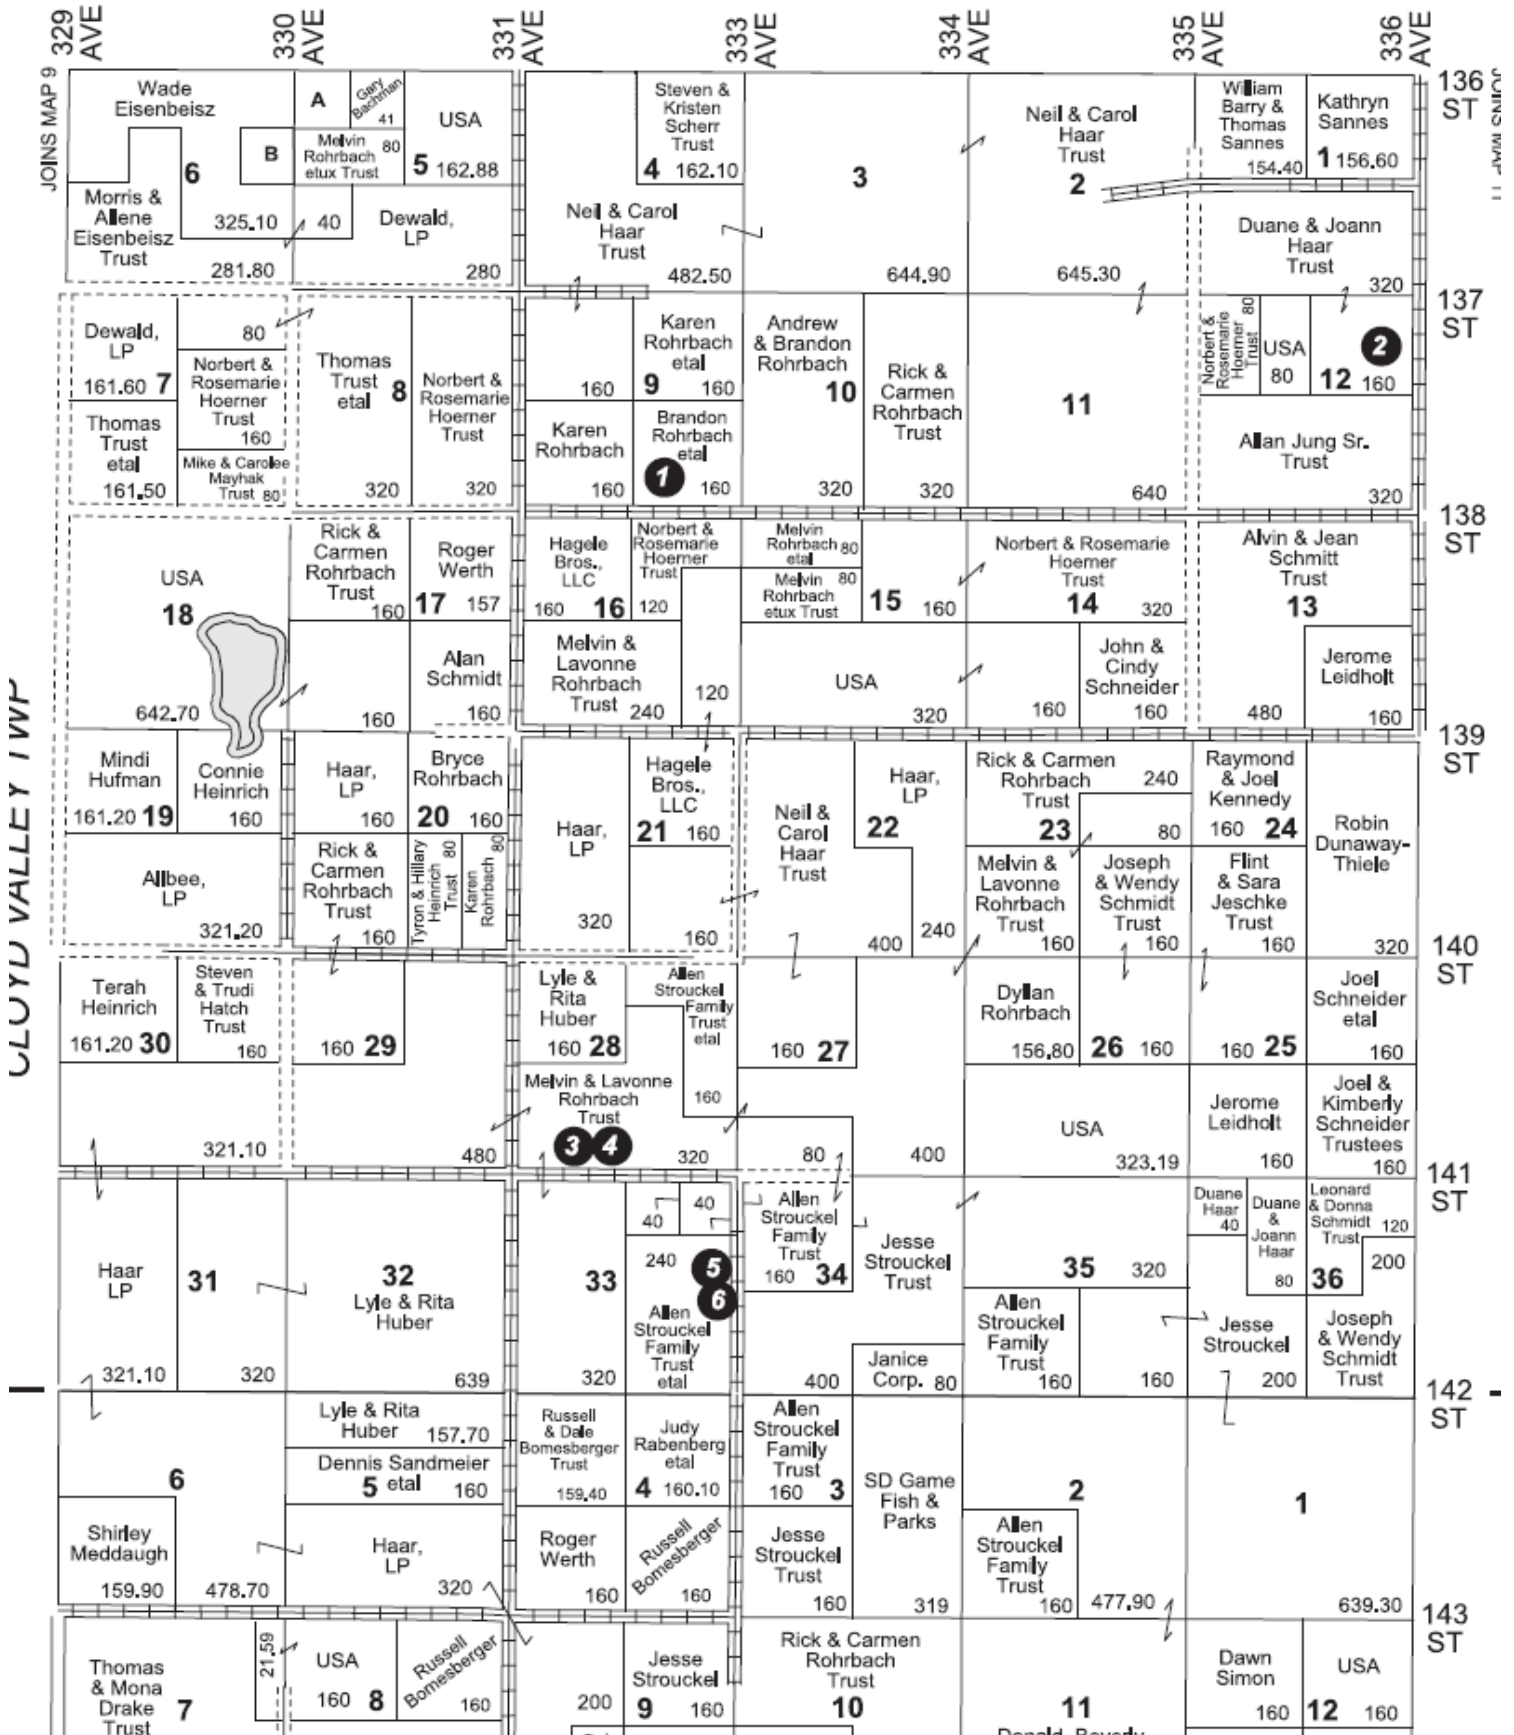 329 AVE
330 AVE
331 AVE
333 AVE
334 AVE
335 AVE
336 AVE
JOINS MAP 9
136 ST
Wade
Eisenbeisz
6
325.10
Morris &
Allene
Eisenbeisz
Trust
281.80
A
B
Gary
Bachman
41
Melvin
Rohrbach
etux Trust
80
USA
5 162.88
40
Dewald,
LP
280
Steven &
Kristen
Scherr
Trust
4 162.10
Neil & Carol
Haar
Trust
482.50
3
644.90
Neil & Carol
Haar
Trust
2
645.30
William
Barry &
Thomas
Sannes
154.40
Kathryn
Sannes
1 156.60
Duane & Joann
Haar
Trust
320
137
ST
Dewald,
LP
161.60 7
80
Norbert &
Rosemarie
Hoerner
Trust
160
Thomas
Trust
etal
161.50
Mike & Carolee
Mayhak
Trust 80
Thomas
Trust
etal
8
320
Norbert &
Rosemarie
Hoerner
Trust
320
160
Karen
Rohrbach
etal
9 160
Karen
Rohrbach
160
Brandon
Rohrbach
etal
1
160
Andrew
& Brandon
Rohrbach
10
320
Rick &
Carmen
Rohrbach
Trust
320
11
640
Norbert &
Rosemarie
Hoerner
Trust
80
USA
80
2
12 160
Allan Jung Sr.
Trust
320
138
ST
USA
18
642.70
Rick &
Carmen
Rohrbach
Trust
160
Roger
Werth
17 157
160
Alan
Schmidt
160
Hagele
Bros.,
LLC
160 16
Norbert &
Rosemarie
Hoerner
Trust
120
Melvin &
Lavonne
Rohrbach
Trust
240
120
Melvin
Rohrbach
etal
80
Melvin
Rohrbach
etux Trust
80
15 160
USA
320
Norbert & Rosemarie
Hoerner
Trust
14 320
160
John &
Cindy
Schneider
160
Alvin & Jean
Schmitt
Trust
13
480
Jerome
Leidholt
160
139
ST
CLOYD VALLEY TWP
Mindi
Hufman
161.20 19
Connie
Heinrich
160
Allbee,
LP
321.20
Haar,
LP
160
Bryce
Rohrbach
20 160
Rick &
Carmen
Rohrbach
Trust
160
Tyron & Hillary
Heinrich
Trust
80
Karen
Rohrbach
80
Haar,
LP
320
Hagele
Bros.,
LLC
21 160
160
Neil &
Carol
Haar
Trust
400
Haar,
LP
22
240
Rick & Carmen
Rohrbach
Trust
23
240
80
Melvin &
Lavonne
Rohrbach
Trust
160
Joseph
& Wendy
Schmidt
Trust
160
Raymond
& Joel
Kennedy
160 24
Flint
& Sara
Jeschke
Trust
160
Robin
Dunaway-
Thiele
320
140
ST
Terah
Heinrich
161.20 30
Steven
& Trudi
Hatch
Trust
160
321.10
160 29
480
Lyle &
Rita
Huber
160 28
Allen
Strouckel
Family
Trust
etal
160
Melvin & Lavonne
Rohrbach
Trust
3 4
320
160 27
80
400
Dyllan
Rohrbach
156.80 26 160
USA
323.19
160 25
Joel
Schneider
etal
160
Jerome
Leidholt
160
Joel &
Kimberly
Schneider
Trustees
160
141
ST
Haar
LP
31
321.10
320
32
Lyle & Rita
Huber
639
33
320
40
40
240
5
6
Allen
Strouckel
Family
Trust
etal
Allen
Strouckel
Family
Trust
160 34
Jesse
Strouckel
Trust
400
Janice
Corp. 80
35 320
Allen
Strouckel
Family
Trust
160
160
Duane
Haar
40
Duane
&
Joann
Haar
80
Leonard
& Donna
Schmidt
Trust
120
36
200
Jesse
Strouckel
200
Joseph
& Wendy
Schmidt
Trust
142
ST
6
Shirley
Meddaugh
159.90
478.70
Lyle & Rita
Huber 157.70
Dennis Sandmeier
5 etal 160
Haar,
LP
320
Russell
& Dale
Bomesberger
Trust
159.40
Judy
Rabenberg
etal
4 160.10
Roger
Werth
160
Russell
Bomesberger
160
Allen
Strouckel
Family
Trust
160 3
Jesse
Strouckel
Trust
160
SD Game
Fish &
Parks
319
2
Allen
Strouckel
Family
Trust
160
477.90
1
639.30
143
ST
Thomas
& Mona
Drake
Trust
7
21.59
USA
160 8
Russell
Bomesberger
160
200
Jesse
Strouckel
9 160
Rick & Carmen
Rohrbach
Trust
10
11
Dawn
Simon
160
USA
12 160